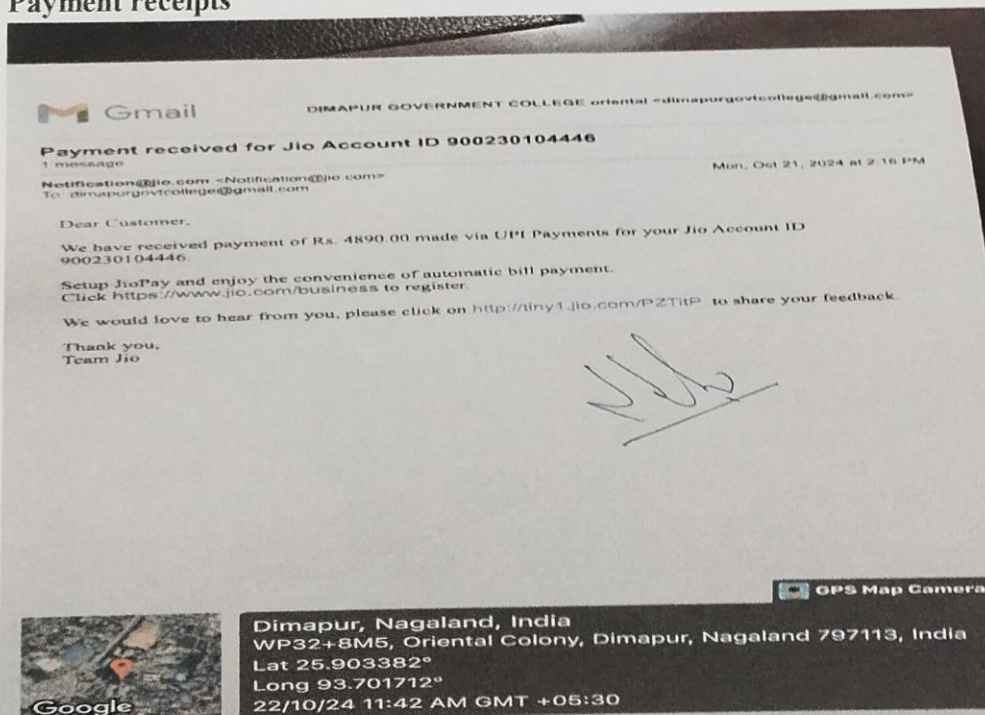 Payment receipts
Gmail
DIMAPUR GOVERNMENT COLLEGE oriental <dimapurgovtcollege@gmail.com>
Payment received for Jio Account ID 900230104446
1 message
Notification@jio.com <Notification@jio.com>
Mon, Oct 21, 2024 at 2:16 PM
To: dimapurgovtcollege@gmail.com
Dear Customer,
We have received payment of Rs. 4890.00 made via UPI Payments for your Jio Account ID
900230104446.
Setup JioPay and enjoy the convenience of automatic bill payment.
Click https://www.jio.com/business to register.
We would love to hear from you, please click on http://tiny1.jio.com/PZTitP to share your feedback.
Thank you,
Team Jio
GPS Map Camera
Dimapur, Nagaland, India
WP32+8M5, Oriental Colony, Dimapur, Nagaland 797113, India
Lat 25.903382°
Long 93.701712°
22/10/24 11:42 AM GMT +05:30
Google